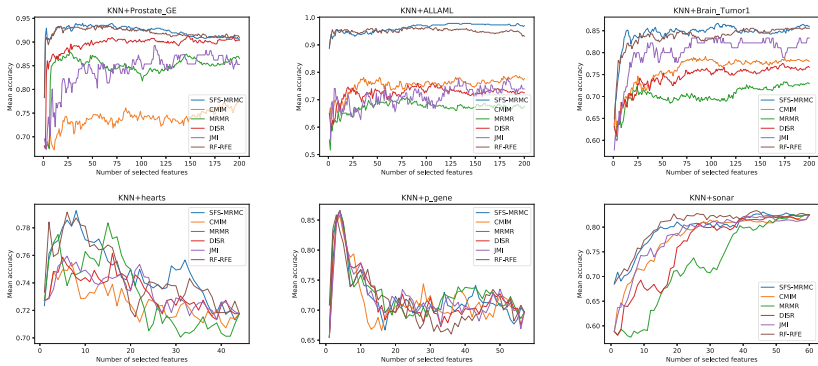 KNN+Prostate_GE
Mean accuracy
0.95
0.90
0.85
0.80
0.75
0.70
SFS-MRMC
CMIM
MRMR
DISR
JMI
RF-RFE
0 25 50 75 100 125 150 175 200
Number of selected features
KNN+ALLAML
Mean accuracy
1.0
0.9
0.8
0.7
0.6
0.5
SFS-MRMC
CMIM
MRMR
DISR
JMI
RF-RFE
0 25 50 75 100 125 150 175 200
Number of selected features
KNN+Brain_Tumor1
Mean accuracy
0.85
0.80
0.75
0.70
0.65
0.60
SFS-MRMC
CMIM
MRMR
DISR
JMI
RF-RFE
0 25 50 75 100 125 150 175 200
Number of selected features
KNN+hearts
Mean accuracy
0.78
0.76
0.74
0.72
0.70
SFS-MRMC
CMIM
MRMR
DISR
JMI
RF-RFE
0 10 20 30 40
Number of selected features
KNN+p_gene
Mean accuracy
0.85
0.80
0.75
0.70
0.65
SFS-MRMC
CMIM
MRMR
DISR
JMI
RF-RFE
0 10 20 30 40 50
Number of selected features
KNN+sonar
Mean accuracy
0.80
0.75
0.70
0.65
0.60
SFS-MRMC
CMIM
MRMR
DISR
JMI
RF-RFE
0 10 20 30 40 50 60
Number of selected features